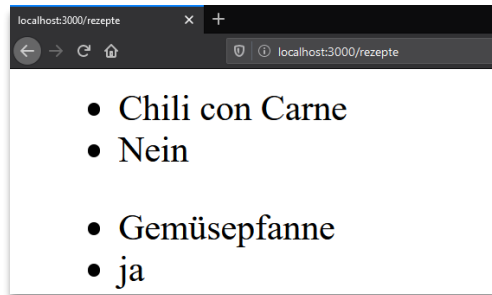 localhost:3000/rezepte
localhost:3000/rezepte
Chili con Carne
Nein
Gemüsepfanne
ja